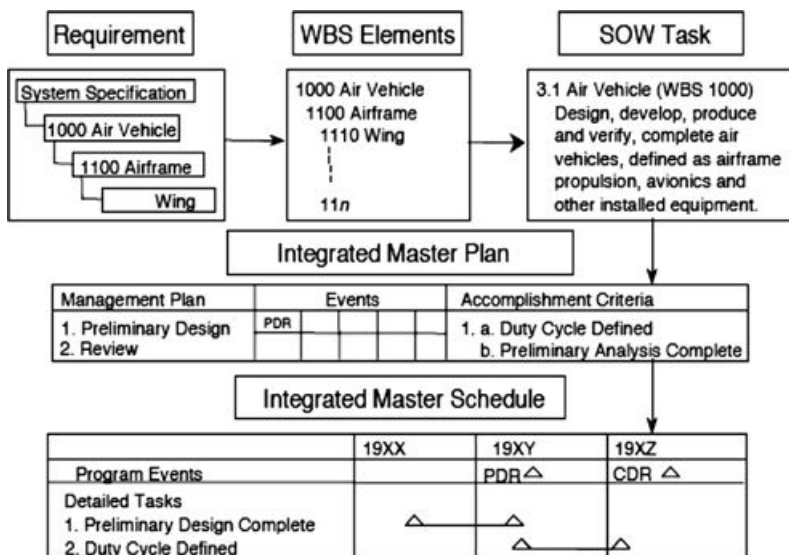 Requirement
WBS Elements
SOW Task
System Specification
1000 Air Vehicle
1100 Airframe
Wing
1000 Air Vehicle
1100 Airframe
1110 Wing
11n
3.1 Air Vehicle (WBS 1000)
Design, develop, produce
and verify, complete air
vehicles, defined as airframe
propulsion, avionics and
other installed equipment.
Integrated Master Plan
Management Plan
Events
Accomplishment Criteria
1. Preliminary Design
2. Review
PDR
1. a. Duty Cycle Defined
b. Preliminary Analysis Complete
Integrated Master Schedule
19XX
19XY
19XZ
Program Events
PDR
CDR
Detailed Tasks
1. Preliminary Design Complete
2. Duty Cycle Defined